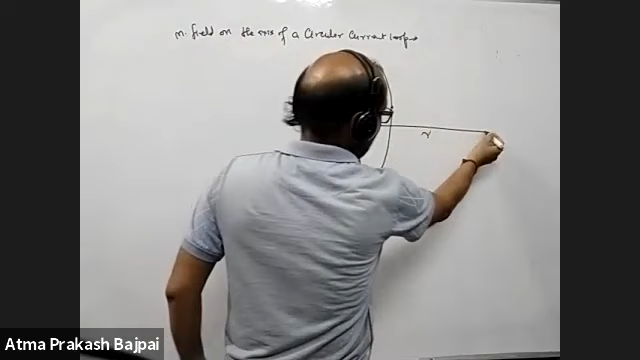 M. field on the axis of a Circular Current loop
r
Atma Prakash Bajpai